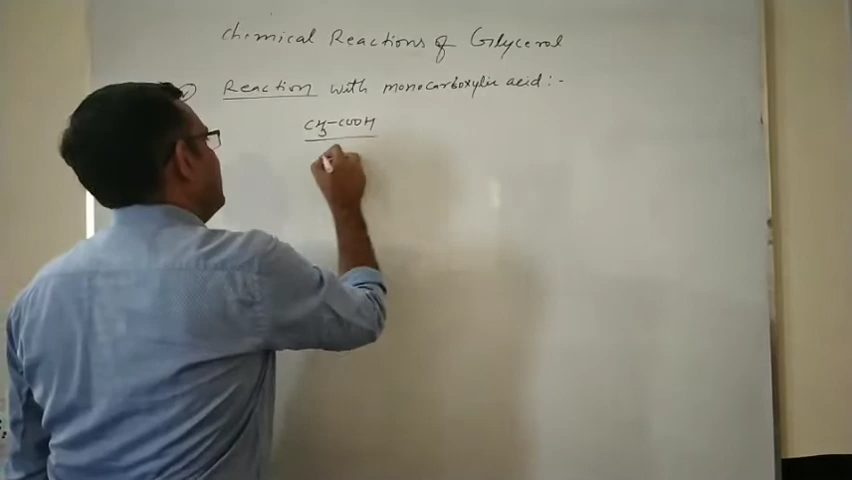 Chemical Reactions of Glycerol
Reaction with monocarboxylic acid :-
CH3-COOH